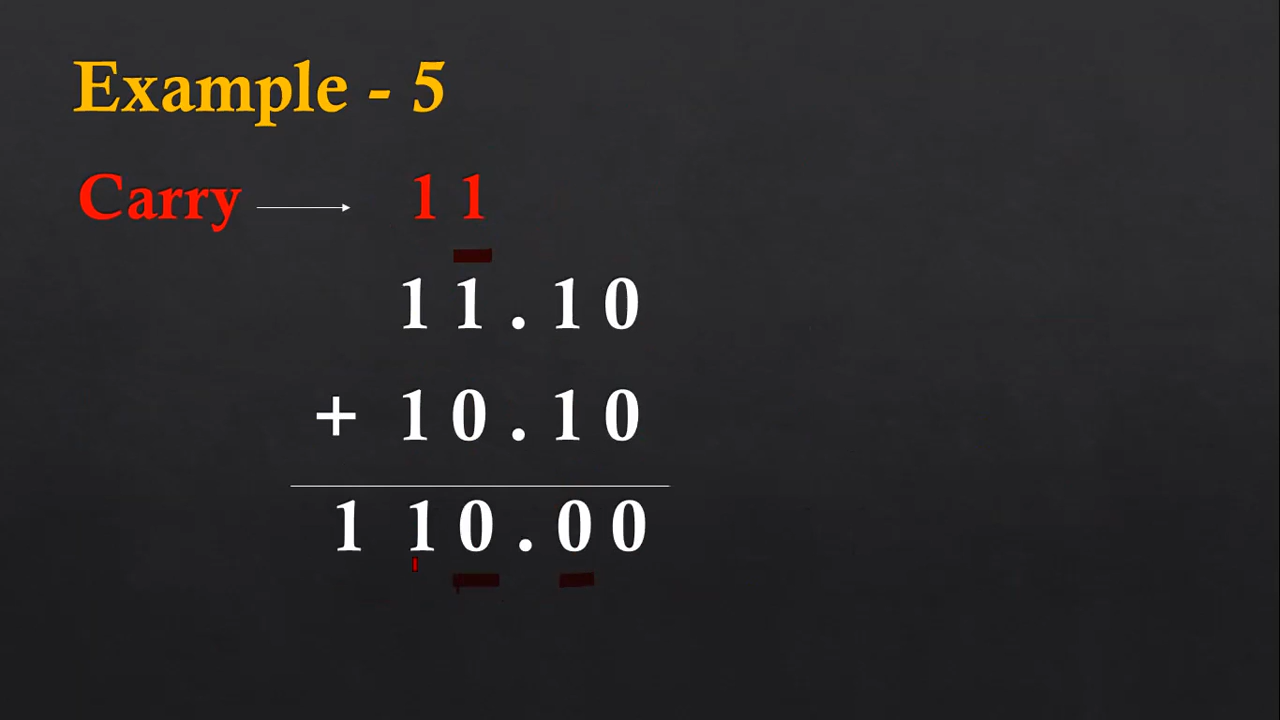 Example - 5
Carry 1 1
1 1 . 1 0
+ 1 0 . 1 0
1 1 0 . 0 0